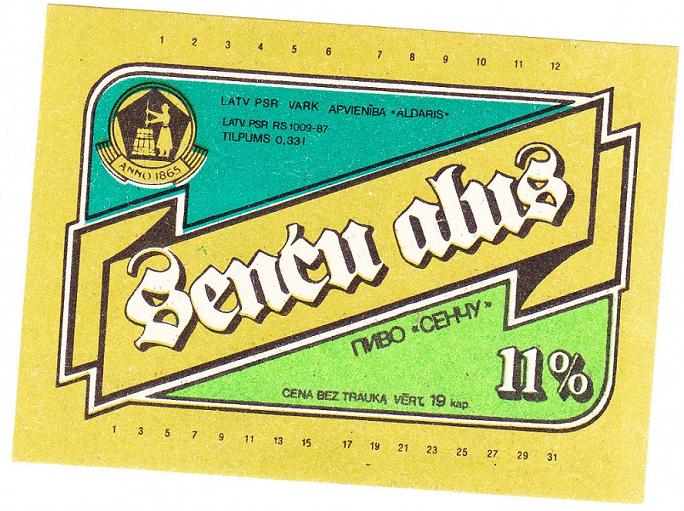 1 2 3 4 5 6 7 8 9 10 11 12
LATV PSR VARK APVIENĪBA «ALDARIS»
LATV. PSR RS 1009-87
TILPUMS 0,33 l
ANNO 1865
Senču alus
ПИВО «СЕНЧУ»
11%
CENA BEZ TRAUKA VĒRT. 19 kap.
1 3 5 7 9 11 13 15 17 19 21 23 25 27 29 31